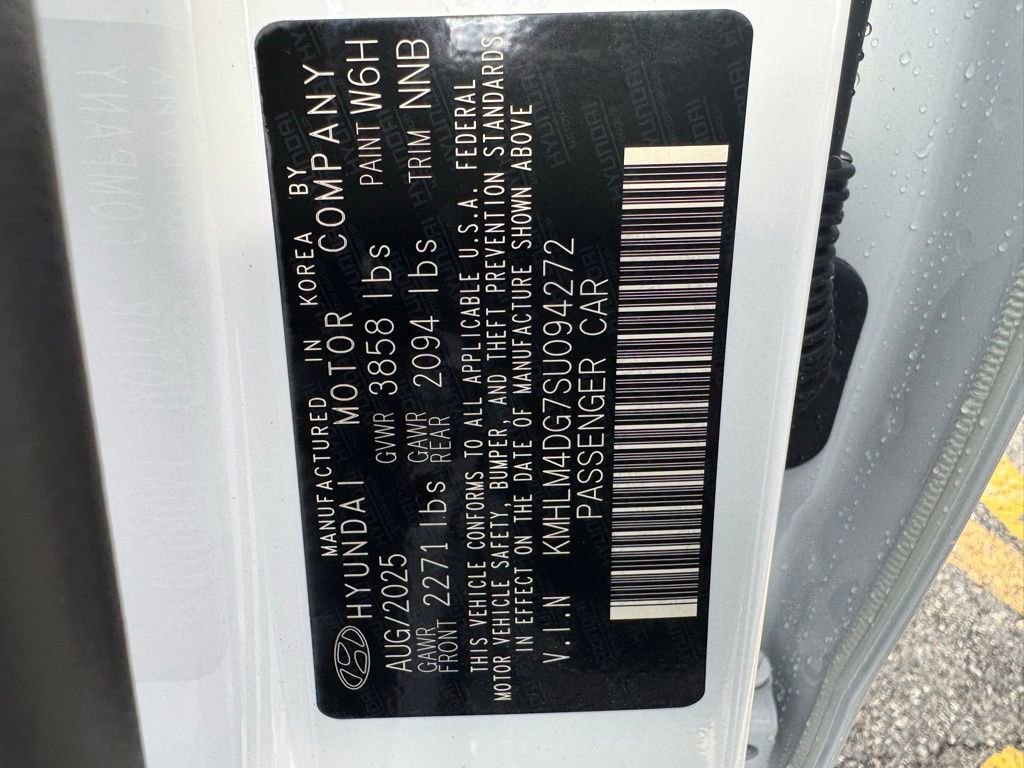 MANUFACTURED IN KOREA BY
HYUNDAI MOTOR COMPANY
AUG/2025 GVWR 3858 lbs PAINT W6H
GAWR FRONT 2271 lbs GAWR REAR 2094 lbs TRIM NNB
THIS VEHICLE CONFORMS TO ALL APPLICABLE U.S.A. FEDERAL
MOTOR VEHICLE SAFETY, BUMPER, AND THEFT PREVENTION STANDARDS
IN EFFECT ON THE DATE OF MANUFACTURE SHOWN ABOVE
V.I.N KMHLM4DG7SU094272
PASSENGER CAR